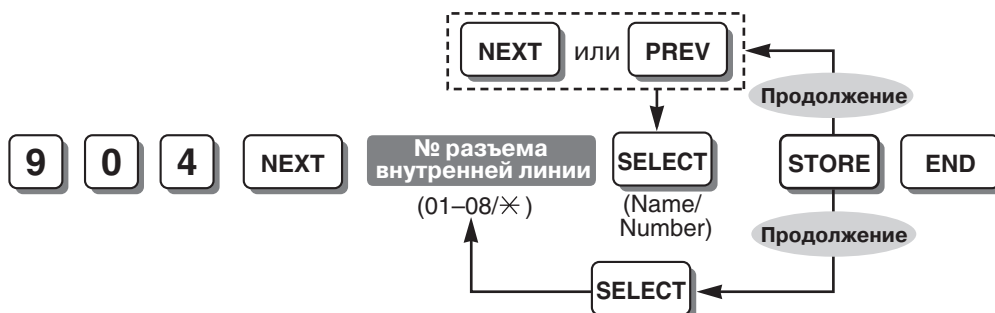 NEXT или PREV
Продолжение
9 0 4 NEXT № разъема внутренней линии SELECT STORE END
(01–08/✳)
(Name/
Number)
Продолжение
SELECT